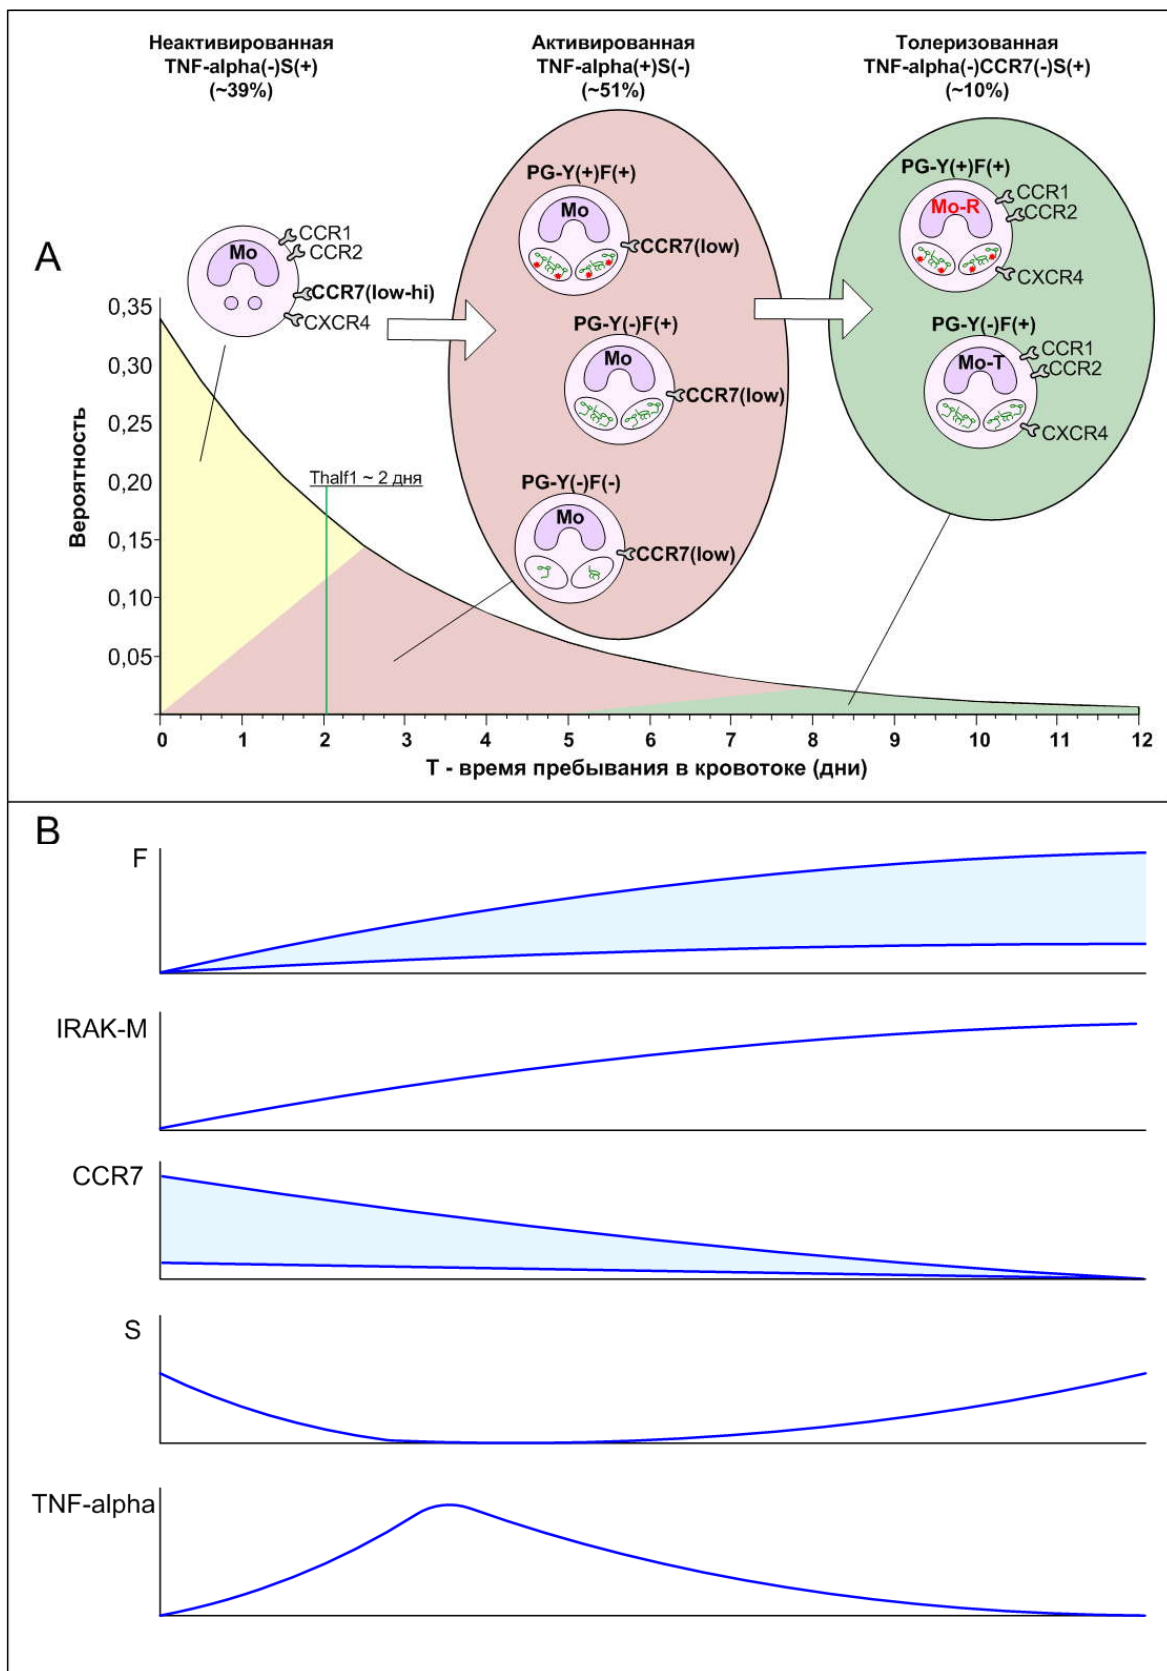 Неактивированная
TNF-alpha(-)S(+)
(~39%)
Активированная
TNF-alpha(+)S(-)
(~51%)
Толеризованная
TNF-alpha(-)CCR7(-)S(+)
(~10%)
A
Mo
CCR1
CCR2
CCR7(low-hi)
CXCR4
PG-Y(+)F(+)
Mo
CCR7(low)
PG-Y(-)F(+)
Mo
CCR7(low)
PG-Y(-)F(-)
Mo
CCR7(low)
PG-Y(+)F(+)
Mo-R
CCR1
CCR2
CXCR4
PG-Y(-)F(+)
Mo-T
CCR1
CCR2
CXCR4
Вероятность
0,35
0,30
0,25
0,20
0,15
0,10
0,05
Thalf1 ~ 2 дня
0 1 2 3 4 5 6 7 8 9 10 11 12
T - время пребывания в кровотоке (дни)
B
F
IRAK-M
CCR7
S
TNF-alpha